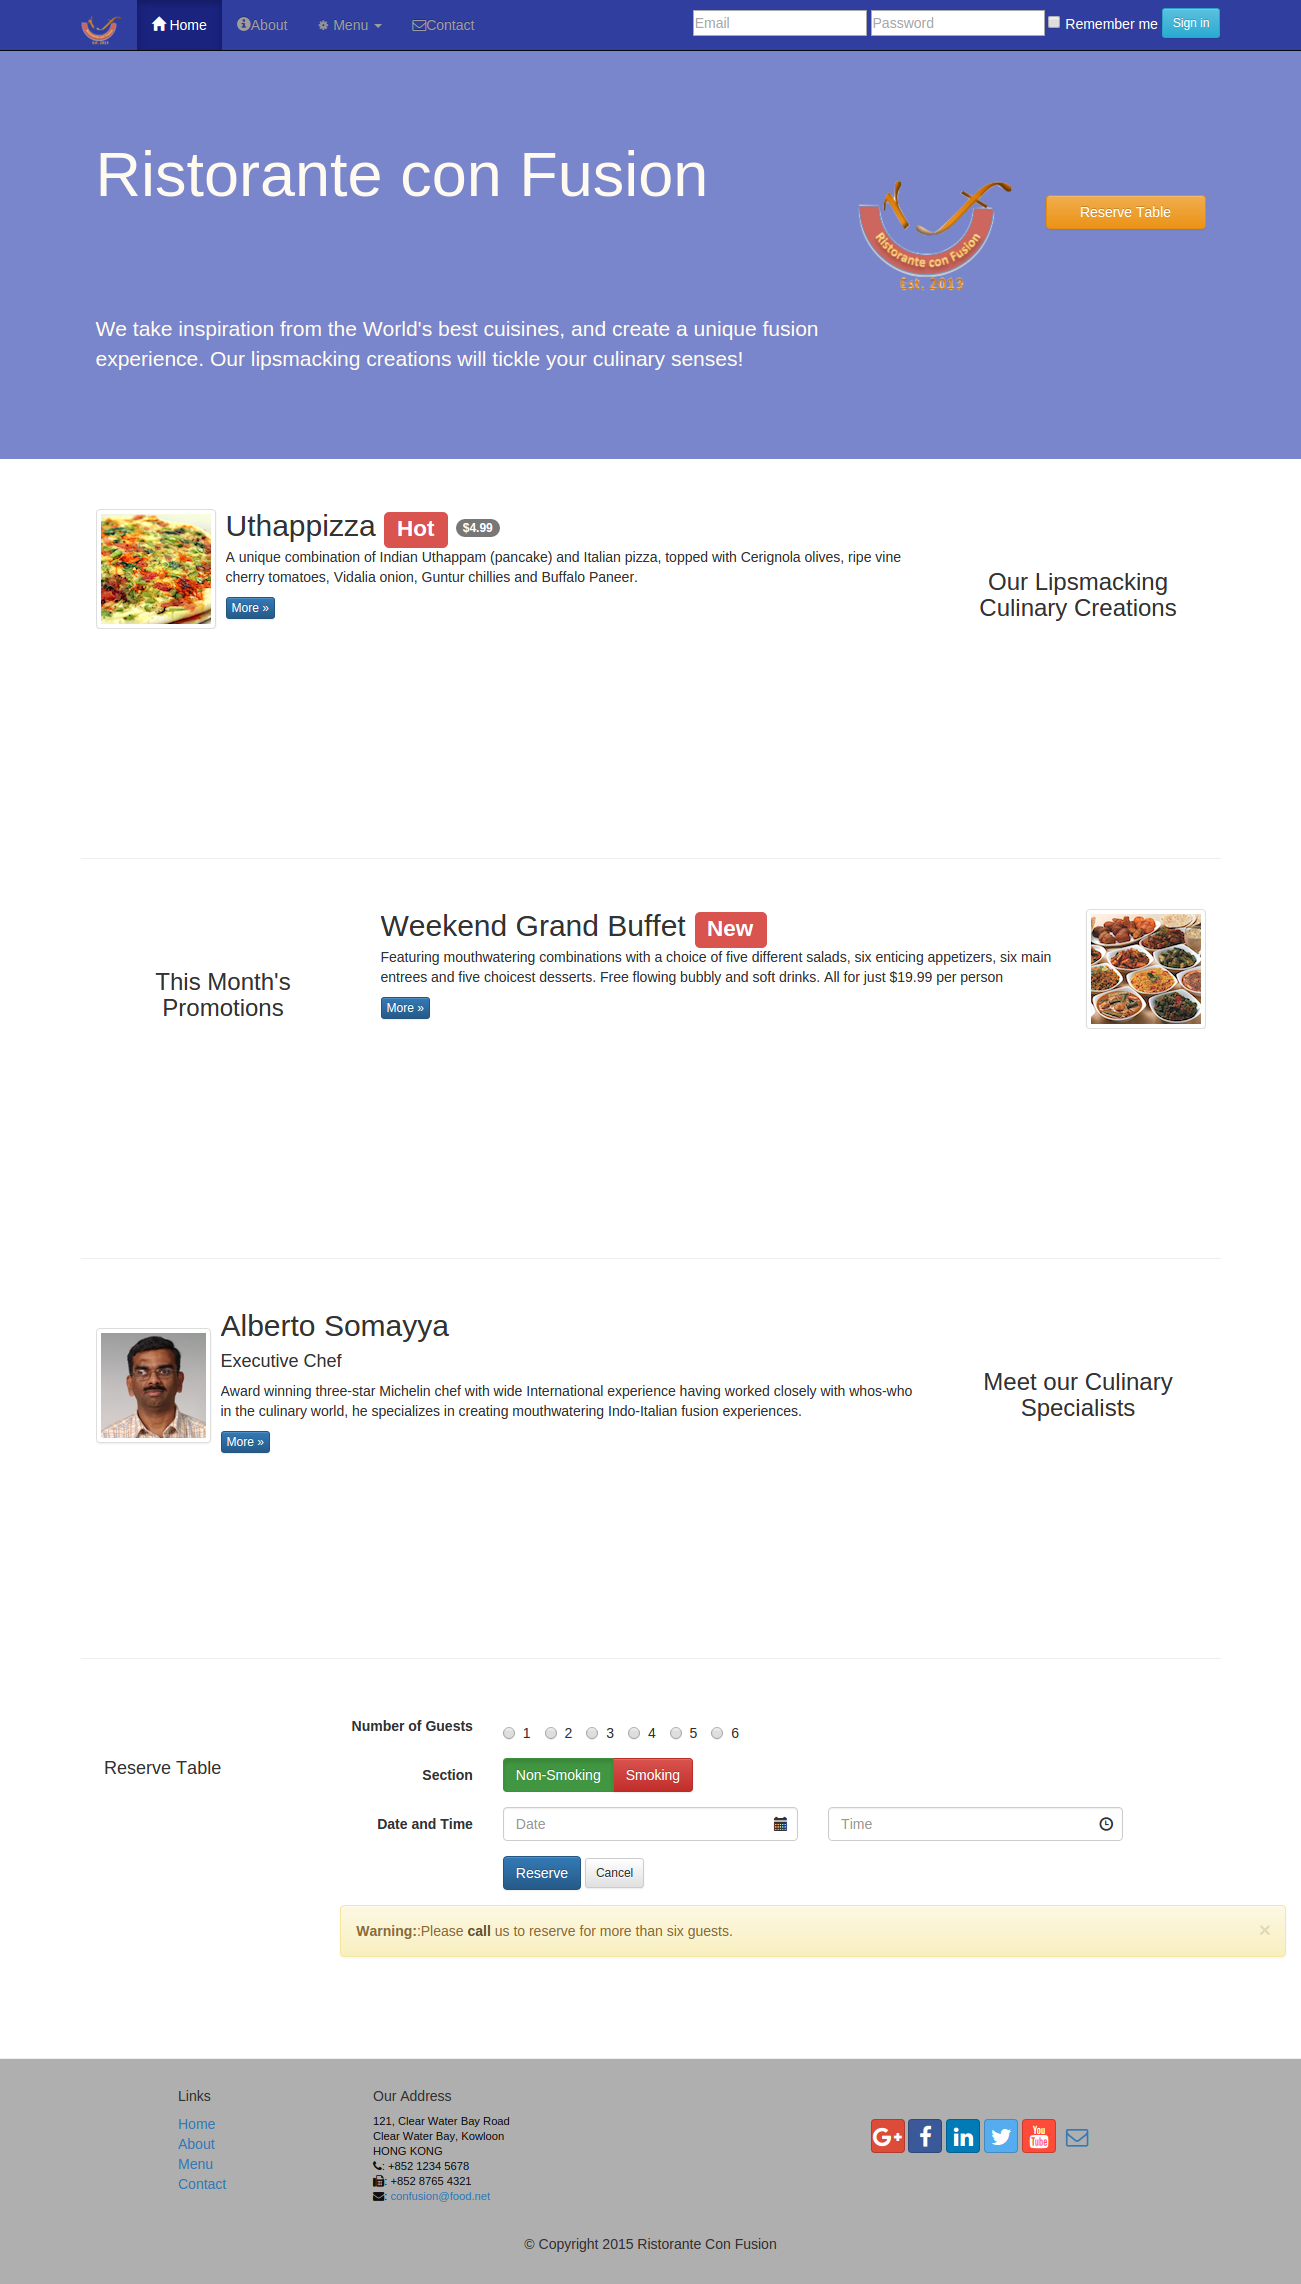 Home About Menu Contact Email Password Remember me Sign in
Ristorante con Fusion
Ristorante con Fusion
Est. 2013
Reserve Table
We take inspiration from the World's best cuisines, and create a unique fusion
experience. Our lipsmacking creations will tickle your culinary senses!
Uthappizza Hot $4.99
A unique combination of Indian Uthappam (pancake) and Italian pizza, topped with Cerignola olives, ripe vine
cherry tomatoes, Vidalia onion, Guntur chillies and Buffalo Paneer.
More »
Our Lipsmacking
Culinary Creations
This Month's
Promotions
Weekend Grand Buffet New
Featuring mouthwatering combinations with a choice of five different salads, six enticing appetizers, six main
entrees and five choicest desserts. Free flowing bubbly and soft drinks. All for just $19.99 per person
More »
Alberto Somayya
Executive Chef
Award winning three-star Michelin chef with wide International experience having worked closely with whos-who
in the culinary world, he specializes in creating mouthwatering Indo-Italian fusion experiences.
More »
Meet our Culinary
Specialists
Reserve Table
Number of Guests 1 2 3 4 5 6
Section Non-Smoking Smoking
Date and Time Date Time
Reserve Cancel
Warning::Please call us to reserve for more than six guests. ×
Links
Home
About
Menu
Contact
Our Address
121, Clear Water Bay Road
Clear Water Bay, Kowloon
HONG KONG
: +852 1234 5678
: +852 8765 4321
: confusion@food.net
G+ f in You Tube
© Copyright 2015 Ristorante Con Fusion